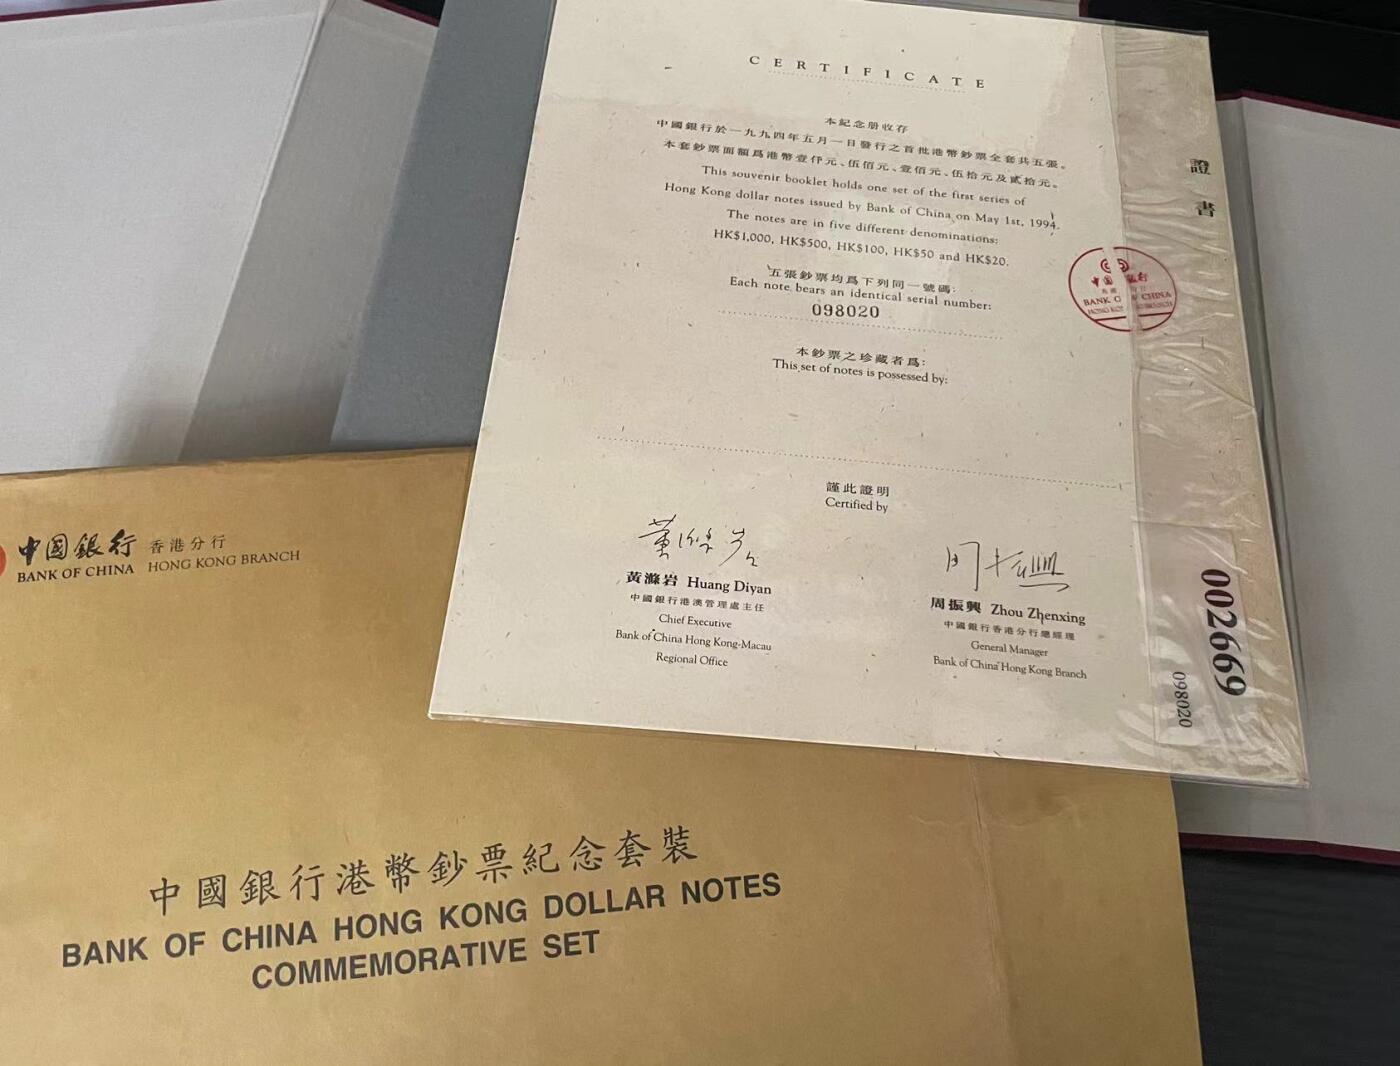 CERTIFICATE
本紀念册收存
中國銀行於一九九四年五月一日發行之首批港幣鈔票全套共五張。
本套鈔票面額爲港幣壹仟元、伍佰元、壹佰元、伍拾元及貳拾元。
This souvenir booklet holds one set of the first series of
Hong Kong dollar notes issued by Bank of China on May 1st, 1994.
The notes are in five different denominations:
HK$1,000, HK$500, HK$100, HK$50 and HK$20.
五張鈔票均爲下列同一號碼:
Each note bears an identical serial number:
098020
本鈔票之珍藏者爲:
This set of notes is possessed by:
謹此證明
Certified by
黃滌岩 Huang Diyan
中國銀行港澳管理處主任
Chief Executive
Bank of China Hong Kong-Macau
Regional Office
周振興 Zhou Zhenxing
中國銀行香港分行總經理
General Manager
Bank of China Hong Kong Branch
證書
中國銀行
BANK OF CHINA
002669
098020
中國銀行 香港分行
BANK OF CHINA HONG KONG BRANCH
中國銀行港幣鈔票紀念套裝
BANK OF CHINA HONG KONG DOLLAR NOTES
COMMEMORATIVE SET